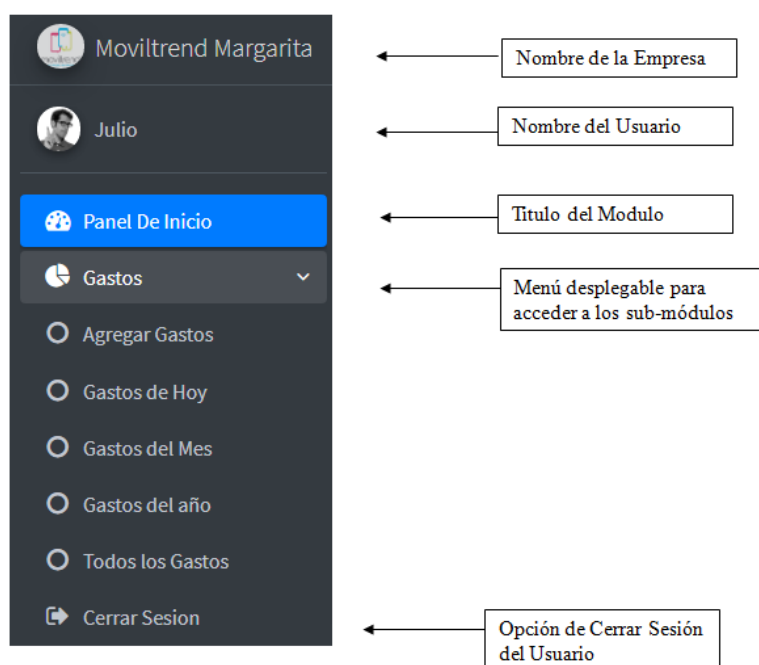 Moviltrend Margarita
Nombre de la Empresa
Julio
Nombre del Usuario
Panel De Inicio
Titulo del Modulo
Gastos
Menú desplegable para
acceder a los sub-módulos
Agregar Gastos
Gastos de Hoy
Gastos del Mes
Gastos del año
Todos los Gastos
Cerrar Sesion
Opción de Cerrar Sesión
del Usuario